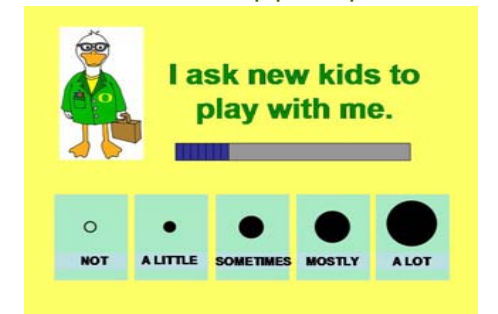 I ask new kids to
play with me.
NOT
A LITTLE
SOMETIMES
MOSTLY
A LOT